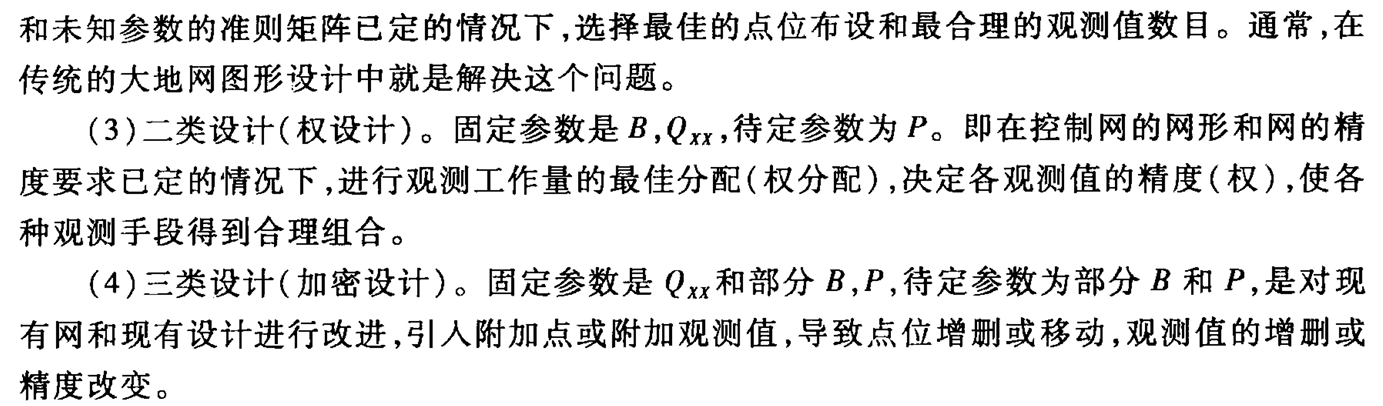 和未知参数的准则矩阵已定的情况下,选择最佳的点位布设和最合理的观测值数目。通常,在
传统的大地网图形设计中就是解决这个问题。
(3)二类设计(权设计)。固定参数是 B,Q_XX,待定参数为 P。即在控制网的网形和网的精
度要求已定的情况下,进行观测工作量的最佳分配(权分配),决定各观测值的精度(权),使各
种观测手段得到合理组合。
(4)三类设计(加密设计)。固定参数是 Q_XX和部分 B,P,待定参数为部分 B 和 P,是对现
有网和现有设计进行改进,引入附加点或附加观测值,导致点位增删或移动,观测值的增删或
精度改变。